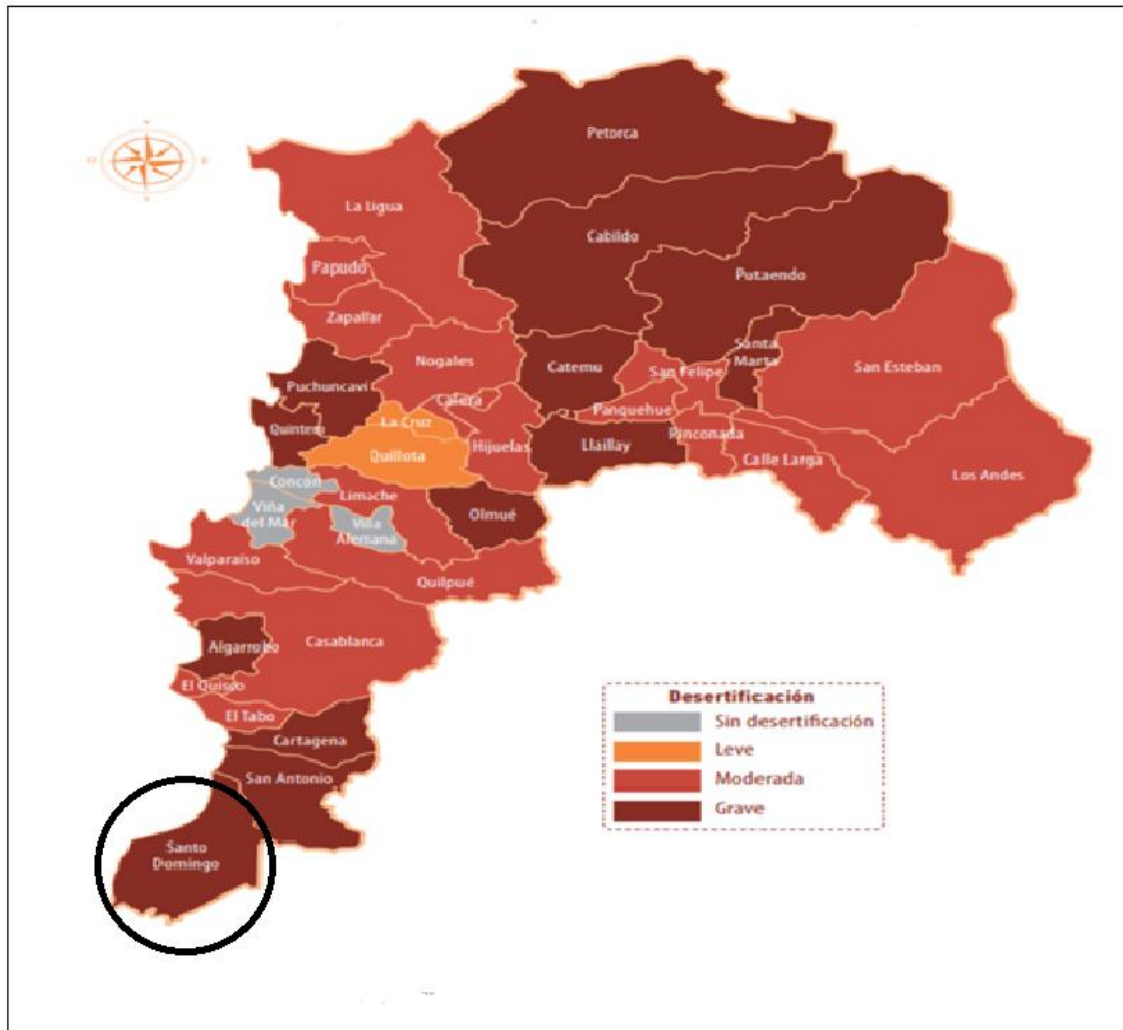 Petorca
La Ligua
Cabildo
Papudo
Putaendo
Zapallar
Santa
María
Nogales
Catemu
San Felipe
San Esteban
Puchuncaví
Calera
Panquehue
La Cruz
Quintero
Hijuelas
Llaillay
Rinconada
Quillota
Calle Larga
Los Andes
Concón
Limache
Viña
del Mar
Villa
Alemana
Olmué
Valparaíso
Quilpué
Casablanca
Algarrobo
El Quisco
El Tabo
Cartagena
San Antonio
Santo
Domingo
Desertificación
Sin desertificación
Leve
Moderada
Grave